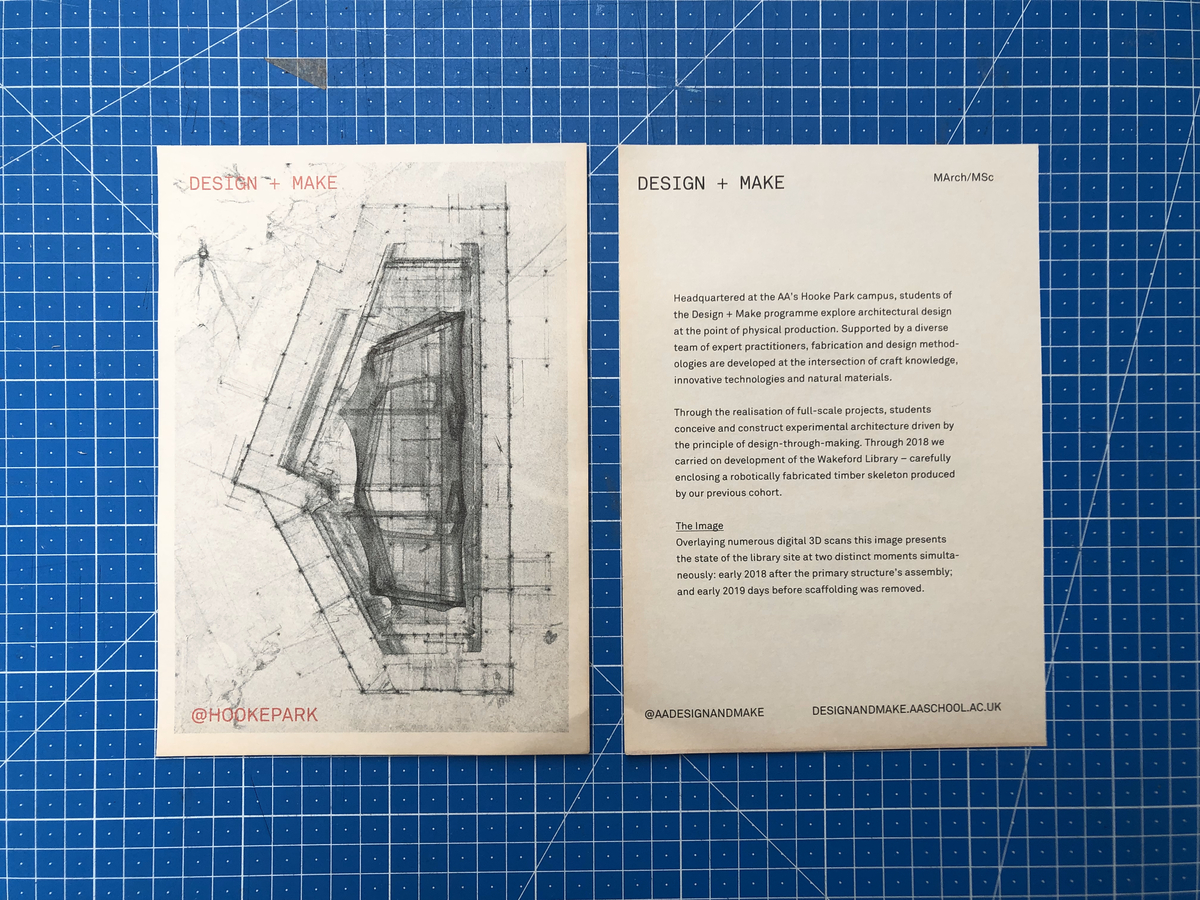 DESIGN + MAKE
@HOOKEPARK
DESIGN + MAKE
MArch/MSc
Headquartered at the AA's Hooke Park campus, students of
the Design + Make programme explore architectural design
at the point of physical production. Supported by a diverse
team of expert practitioners, fabrication and design method-
ologies are developed at the intersection of craft knowledge,
innovative technologies and natural materials.
Through the realisation of full-scale projects, students
conceive and construct experimental architecture driven by
the principle of design-through-making. Through 2018 we
carried on development of the Wakeford Library – carefully
enclosing a robotically fabricated timber skeleton produced
by our previous cohort.
The Image
Overlaying numerous digital 3D scans this image presents
the state of the library site at two distinct moments simulta-
neously: early 2018 after the primary structure's assembly;
and early 2019 days before scaffolding was removed.
@AADESIGNANDMAKE
DESIGNANDMAKE.AASCHOOL.AC.UK